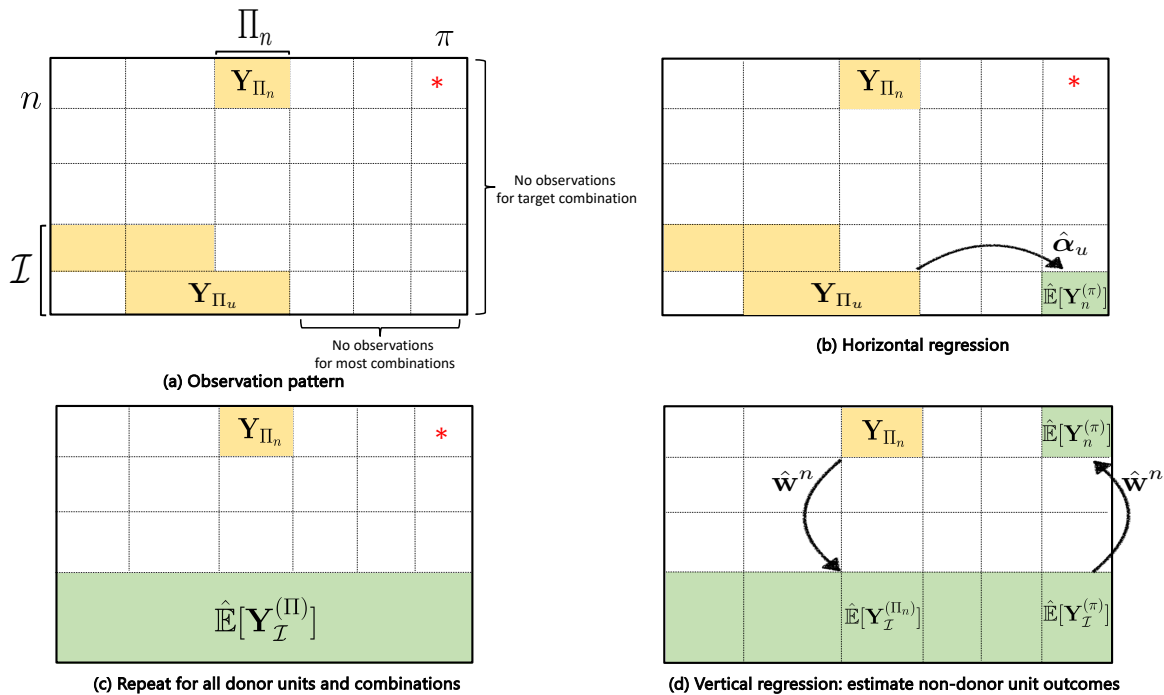 Π_n
π
n
Y_{Π_n}
*
No observations
for target combination
ℐ
Y_{Π_u}
No observations
for most combinations
(a) Observation pattern
Y_{Π_n}
*
α̂_u
Y_{Π_u}
𝔼̂[Y_n^{(π)}]
(b) Horizontal regression
Y_{Π_n}
*
𝔼̂[Y_ℐ^{(Π)}]
(c) Repeat for all donor units and combinations
Y_{Π_n}
𝔼̂[Y_n^{(π)}]
ŵ^n
ŵ^n
𝔼̂[Y_ℐ^{(Π_n)}]
𝔼̂[Y_ℐ^{(π)}]
(d) Vertical regression: estimate non-donor unit outcomes